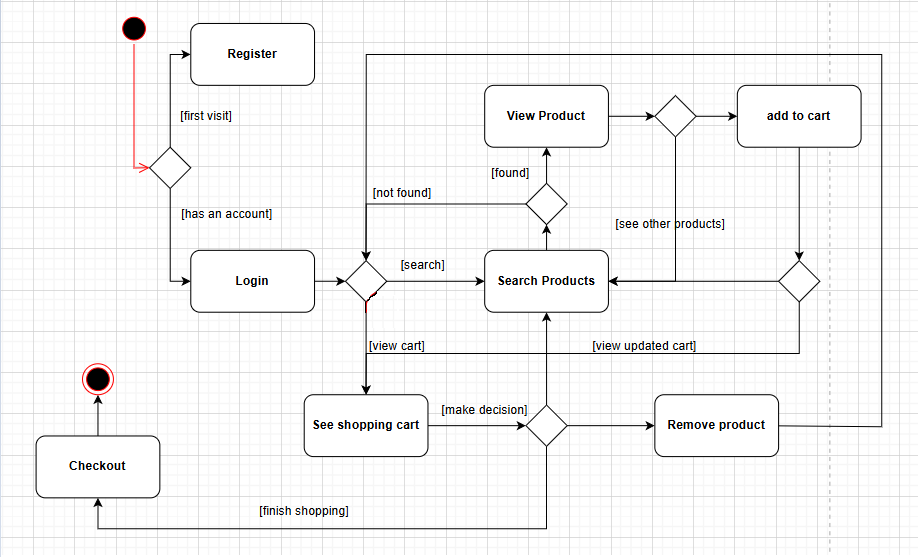 Register
[first visit]
View Product
add to cart
[found]
[not found]
[has an account]
[see other products]
[search]
Login
Search Products
[view cart]
[view updated cart]
[make decision]
See shopping cart
Remove product
Checkout
[finish shopping]